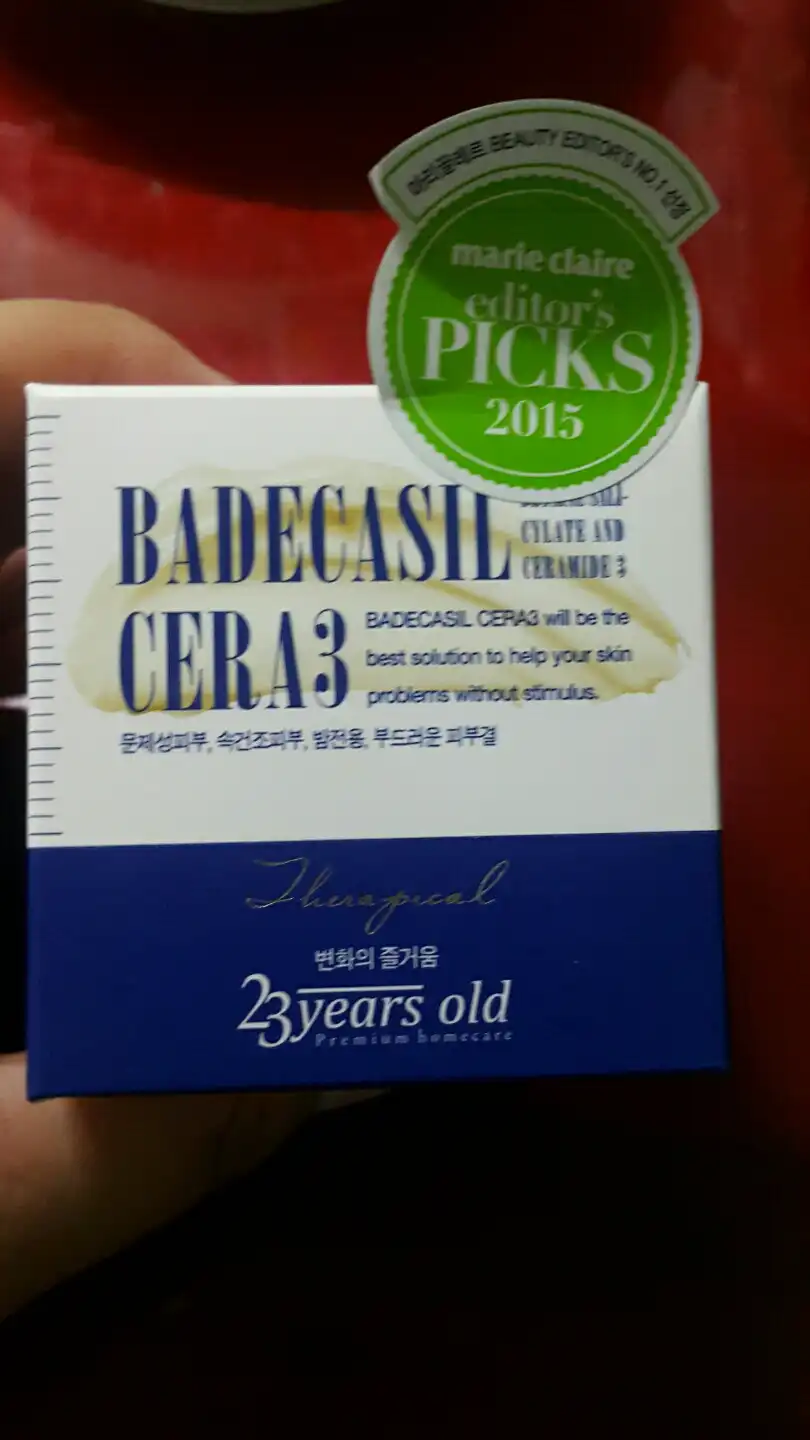 마리끌레르 BEAUTY EDITOR'S NO.1 선정
marie claire
editor's
PICKS
2015
BADECASIL
CYLATE AND
CERAMIDE 3
CERA3
BADECASIL CERA3 will be the
best solution to help your skin
problems without stimulus.
문제성피부, 속건조피부, 밤전용, 부드러운 피부결
Therapical
변화의 즐거움
23 years old
Premium homecare